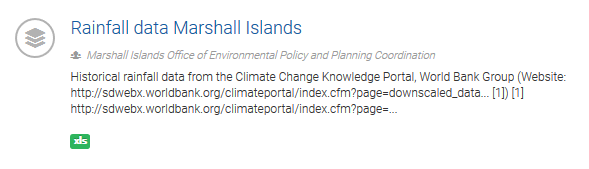 Rainfall data Marshall Islands
Marshall Islands Office of Environmental Policy and Planning Coordination
Historical rainfall data from the Climate Change Knowledge Portal, World Bank Group (Website:
http://sdwebx.worldbank.org/climateportal/index.cfm?page=downscaled_data... [1]) [1]
http://sdwebx.worldbank.org/climateportal/index.cfm?page=...
xls